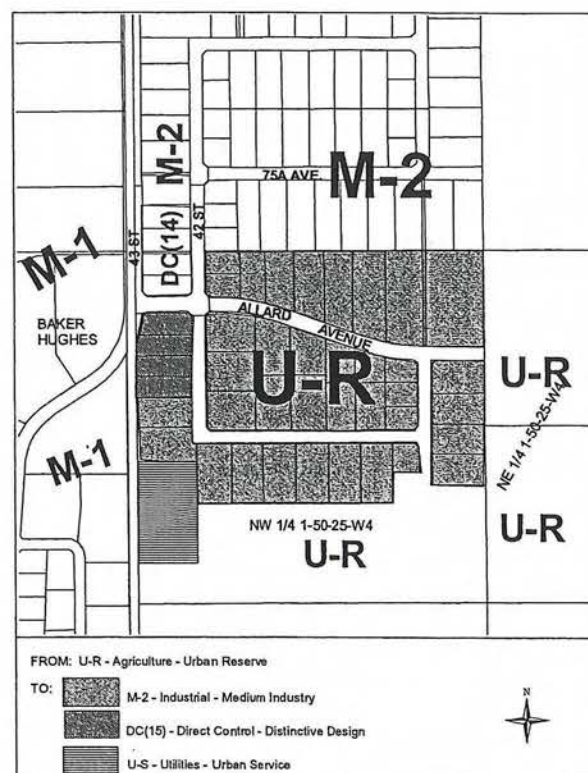 M-2
75A AVE.
M-2
43 ST
DC(14)
42 ST
M-1
BAKER
HUGHES
ALLARD AVENUE
U-R
U-R
NE 1/4 1-50-25-W4
M-1
NW 1/4 1-50-25-W4
U-R
U-R
FROM: U-R - Agriculture - Urban Reserve
TO:
M-2 - Industrial - Medium Industry
DC(15) - Direct Control - Distinctive Design
U-S - Utilities - Urban Service
N